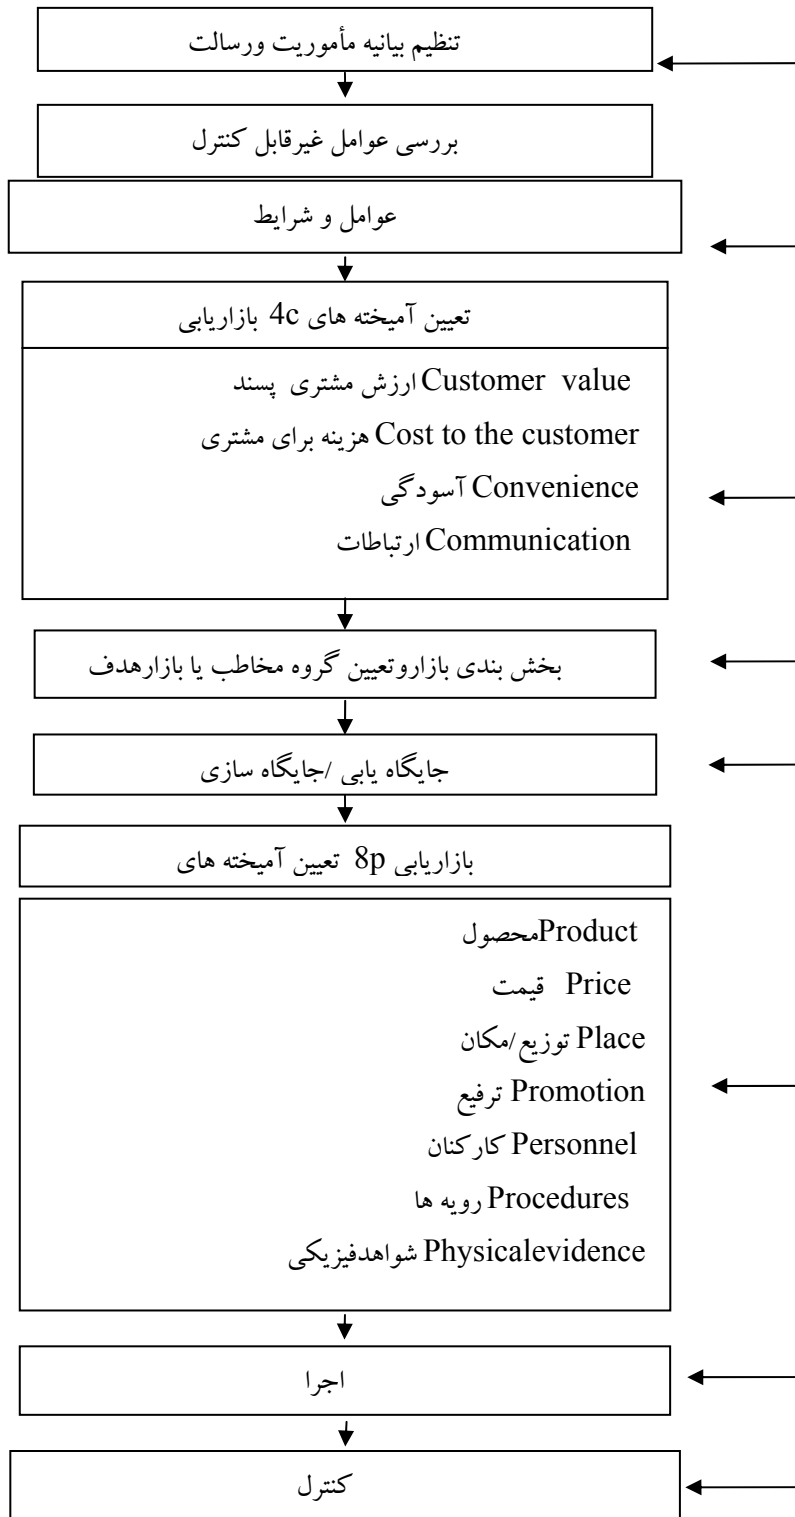 تنظیم بیانیه مأموریت ورسالت
بررسی عوامل غیرقابل کنترل
عوامل و شرایط
تعیین آمیخته های 4c بازاریابی
Customer value ارزش مشتری پسند
Cost to the customer هزینه برای مشتری
Convenience آسودگی
Communication ارتباطات
بخش بندی بازاروتعیین گروه مخاطب یا بازارهدف
جایگاه یابی /جایگاه سازی
بازاریابی 8p تعیین آمیخته های
Productمحصول
Price قیمت
Place توزیع/مکان
Promotion ترفیع
Personnel کارکنان
Procedures رویه ها
Physicalevidence شواهدفیزیکی
اجرا
کنترل